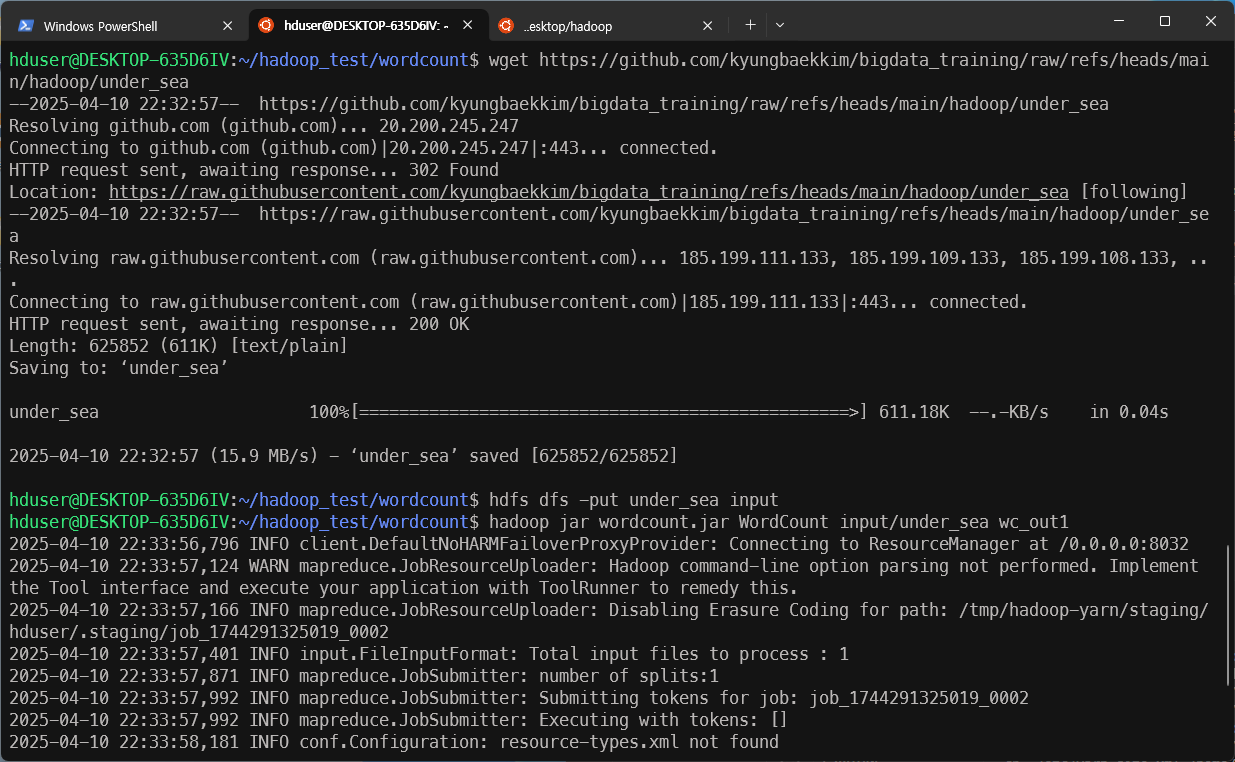 Windows PowerShell
hduser@DESKTOP-635D6IV: ~
..esktop/hadoop
hduser@DESKTOP-635D6IV:~/hadoop_test/wordcount$ wget https://github.com/kyungbaekkim/bigdata_training/raw/refs/heads/mai
n/hadoop/under_sea
--2025-04-10 22:32:57--  https://github.com/kyungbaekkim/bigdata_training/raw/refs/heads/main/hadoop/under_sea
Resolving github.com (github.com)... 20.200.245.247
Connecting to github.com (github.com)|20.200.245.247|:443... connected.
HTTP request sent, awaiting response... 302 Found
Location: https://raw.githubusercontent.com/kyungbaekkim/bigdata_training/refs/heads/main/hadoop/under_sea [following]
--2025-04-10 22:32:57--  https://raw.githubusercontent.com/kyungbaekkim/bigdata_training/refs/heads/main/hadoop/under_se
a
Resolving raw.githubusercontent.com (raw.githubusercontent.com)... 185.199.111.133, 185.199.109.133, 185.199.108.133, ..
.
Connecting to raw.githubusercontent.com (raw.githubusercontent.com)|185.199.111.133|:443... connected.
HTTP request sent, awaiting response... 200 OK
Length: 625852 (611K) [text/plain]
Saving to: ‘under_sea’
under_sea                     100%[=================================================>] 611.18K  --.-KB/s    in 0.04s
2025-04-10 22:32:57 (15.9 MB/s) - ‘under_sea’ saved [625852/625852]
hduser@DESKTOP-635D6IV:~/hadoop_test/wordcount$ hdfs dfs -put under_sea input
hduser@DESKTOP-635D6IV:~/hadoop_test/wordcount$ hadoop jar wordcount.jar WordCount input/under_sea wc_out1
2025-04-10 22:33:56,796 INFO client.DefaultNoHARMFailoverProxyProvider: Connecting to ResourceManager at /0.0.0.0:8032
2025-04-10 22:33:57,124 WARN mapreduce.JobResourceUploader: Hadoop command-line option parsing not performed. Implement
the Tool interface and execute your application with ToolRunner to remedy this.
2025-04-10 22:33:57,166 INFO mapreduce.JobResourceUploader: Disabling Erasure Coding for path: /tmp/hadoop-yarn/staging/
hduser/.staging/job_1744291325019_0002
2025-04-10 22:33:57,401 INFO input.FileInputFormat: Total input files to process : 1
2025-04-10 22:33:57,871 INFO mapreduce.JobSubmitter: number of splits:1
2025-04-10 22:33:57,992 INFO mapreduce.JobSubmitter: Submitting tokens for job: job_1744291325019_0002
2025-04-10 22:33:57,992 INFO mapreduce.JobSubmitter: Executing with tokens: []
2025-04-10 22:33:58,181 INFO conf.Configuration: resource-types.xml not found